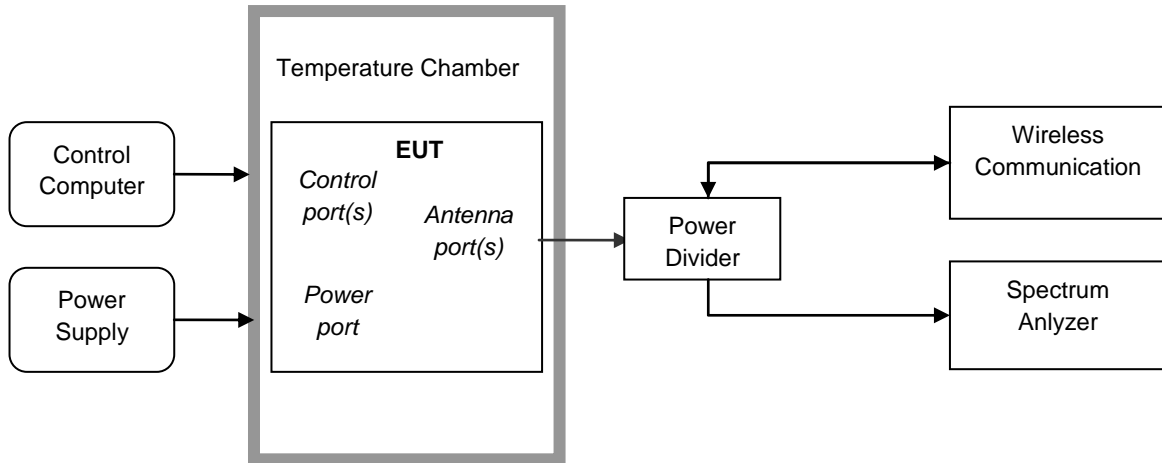 Temperature Chamber
Control
Computer
Power
Supply
EUT
Control
port(s)
Antenna
port(s)
Power
port
Power
Divider
Wireless
Communication
Spectrum
Anlyzer